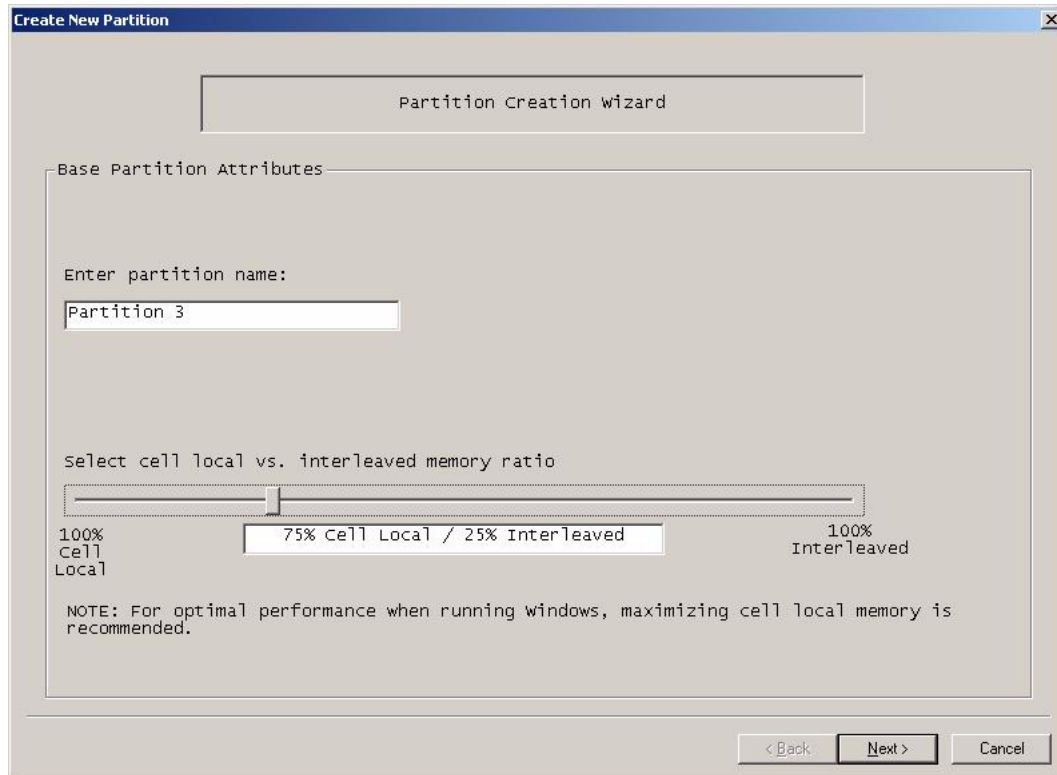 Create New Partition
Partition Creation Wizard
Base Partition Attributes
Enter partition name:
Partition 3
Select cell local vs. interleaved memory ratio
100%
Cell
Local
75% Cell Local / 25% Interleaved
100%
Interleaved
NOTE: For optimal performance when running Windows, maximizing cell local memory is
recommended.
< Back
Next >
Cancel